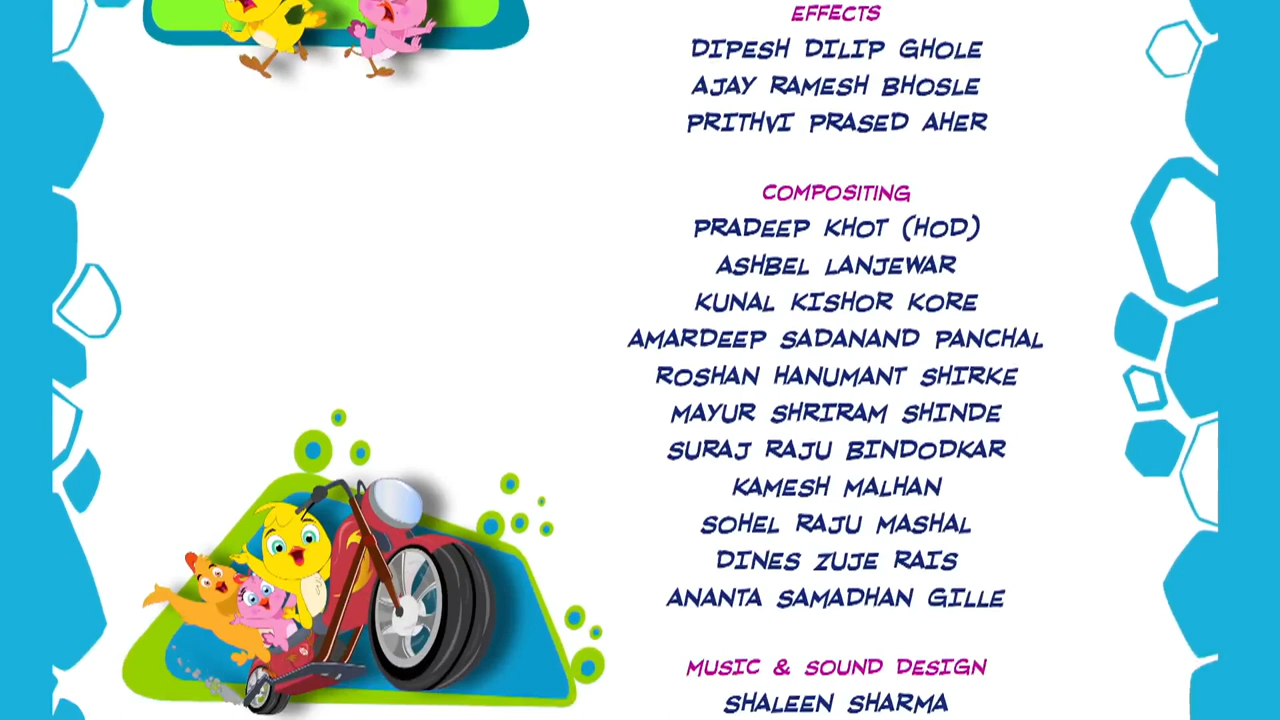 EFFECTS
DIPESH DILIP GHOLE
AJAY RAMESH BHOSLE
PRITHVI PRASED AHER
COMPOSITING
PRADEEP KHOT (HOD)
ASHBEL LANJEWAR
KUNAL KISHOR KORE
AMARDEEP SADANAND PANCHAL
ROSHAN HANUMANT SHIRKE
MAYUR SHRIRAM SHINDE
SURAJ RAJU BINDODKAR
KAMESH MALHAN
SOHEL RAJU MASHAL
DINES ZUJE RAIS
ANANTA SAMADHAN GILLE
MUSIC & SOUND DESIGN
SHALEEN SHARMA